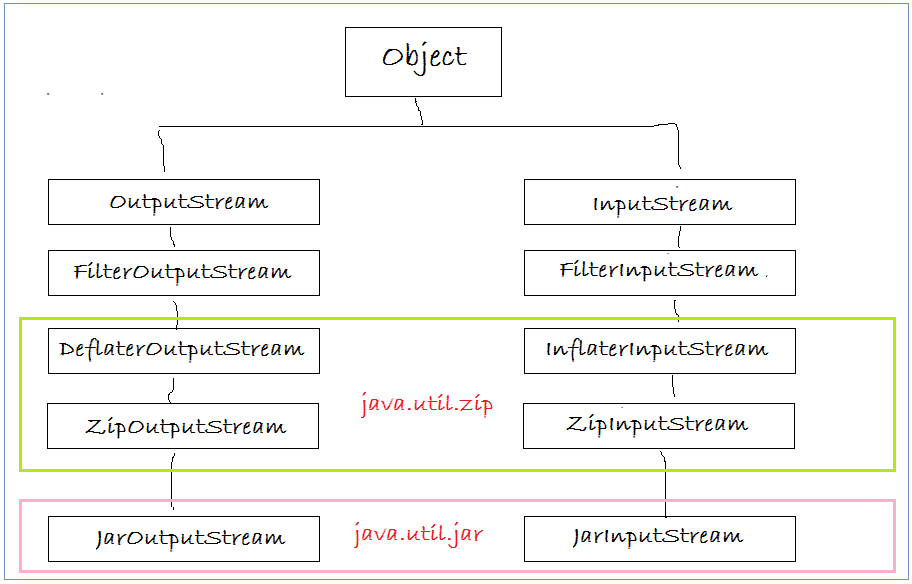 Object
OutputStream
InputStream
FilterOutputStream
FilterInputStream
DeflaterOutputStream
InflaterInputStream
java.util.zip
ZipOutputStream
ZipInputStream
JarOutputStream
java.util.jar
JarInputStream